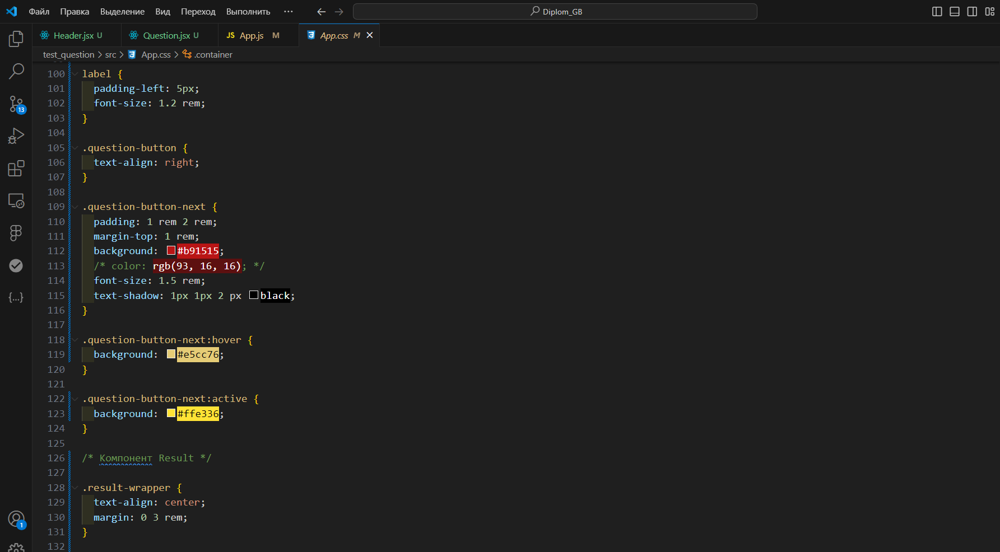 Файл Правка Выделение Вид Переход Выполнить ··· Diplom_GB
Header.jsx U Question.jsx U JS App.js M App.css M
test_question > src > App.css > .container
13
1
100 label {
101 padding-left: 5px;
102 font-size: 1.2 rem;
103 }
104
105 .question-button {
106 text-align: right;
107 }
108
109 .question-button-next {
110 padding: 1 rem 2 rem;
111 margin-top: 1 rem;
112 background: #b91515;
113 /* color: rgb(93, 16, 16); */
114 font-size: 1.5 rem;
115 text-shadow: 1px 1px 2 px black;
116 }
117
118 .question-button-next:hover {
119 background: #e5cc76;
120 }
121
122 .question-button-next:active {
123 background: #ffe336;
124 }
125
126 /* Компонент Result */
127
128 .result-wrapper {
129 text-align: center;
130 margin: 0 3 rem;
131 }
132